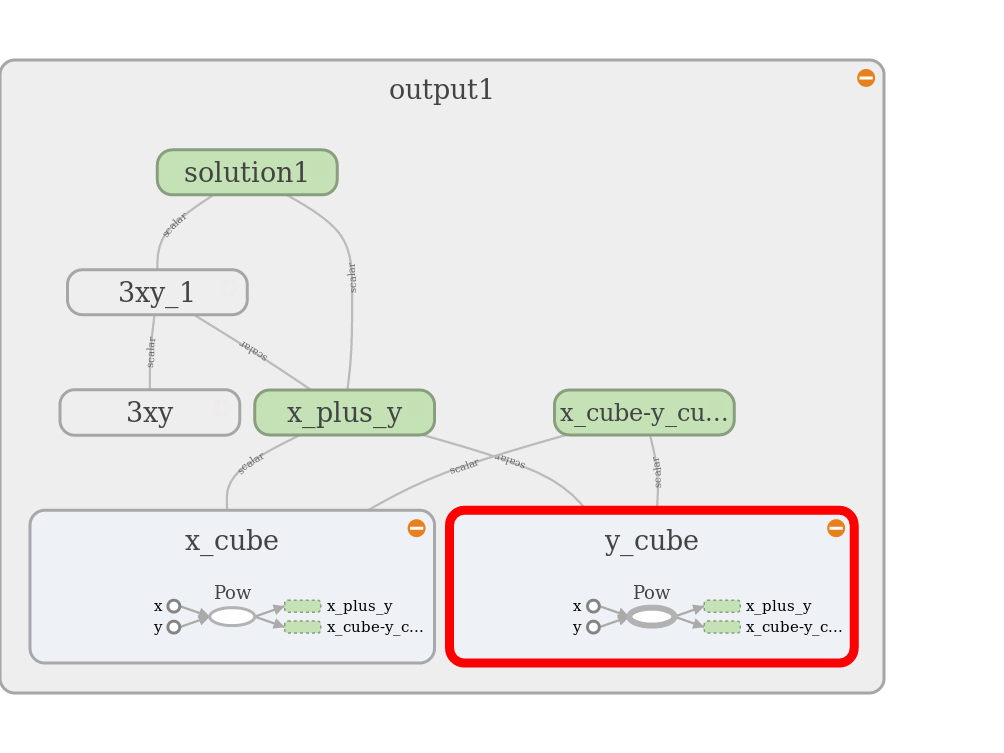 output1
solution1
scalar
scalar
3xy_1
scalar
scalar
3xy
x_plus_y
x_cube-y_cu...
scalar
scalar
scalar
scalar
x_cube
y_cube
Pow
x
y
x_plus_y
x_cube-y_c...
Pow
x
y
x_plus_y
x_cube-y_c...